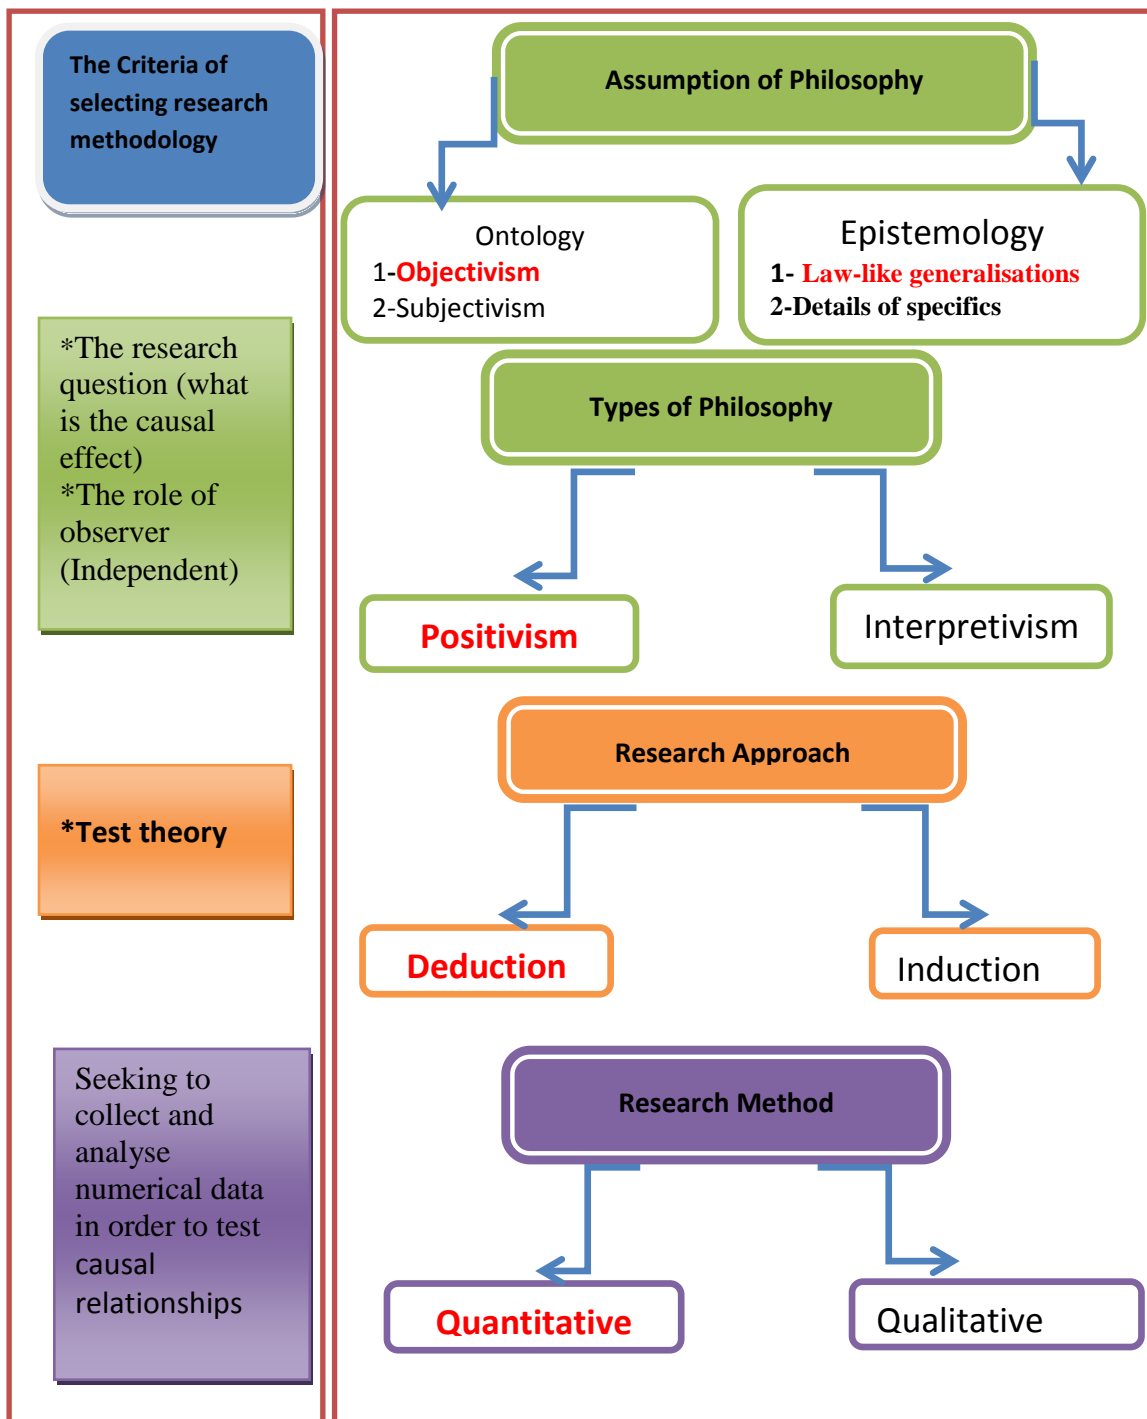 The Criteria of
selecting research
methodology
*The research
question (what
is the causal
effect)
*The role of
observer
(Independent)
*Test theory
Seeking to
collect and
analyse
numerical data
in order to test
causal
relationships
Assumption of Philosophy
Ontology
1-Objectivism
2-Subjectivism
Epistemology
1- Law-like generalisations
2-Details of specifics
Types of Philosophy
Positivism
Interpretivism
Research Approach
Deduction
Induction
Research Method
Quantitative
Qualitative